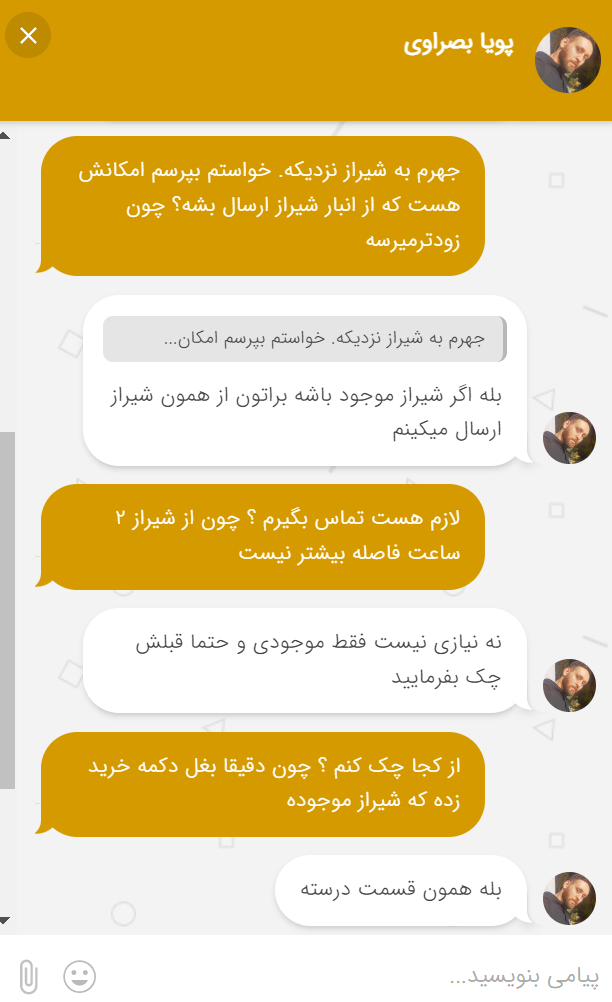 پویا بصراوی
جهرم به شیراز نزدیکه. خواستم بپرسم امکانش
هست که از انبار شیراز ارسال بشه؟ چون
زودترمیرسه
جهرم به شیراز نزدیکه. خواستم بپرسم امکان...
بله اگر شیراز موجود باشه براتون از همون شیراز
ارسال میکینم
لازم هست تماس بگیرم ؟ چون از شیراز ۲
ساعت فاصله بیشتر نیست
نه نیازی نیست فقط موجودی و حتما قبلش
چک بفرمایید
از کجا چک کنم ؟ چون دقیقا بغل دکمه خرید
زده که شیراز موجوده
بله همون قسمت درسته
پیامی بنویسید...